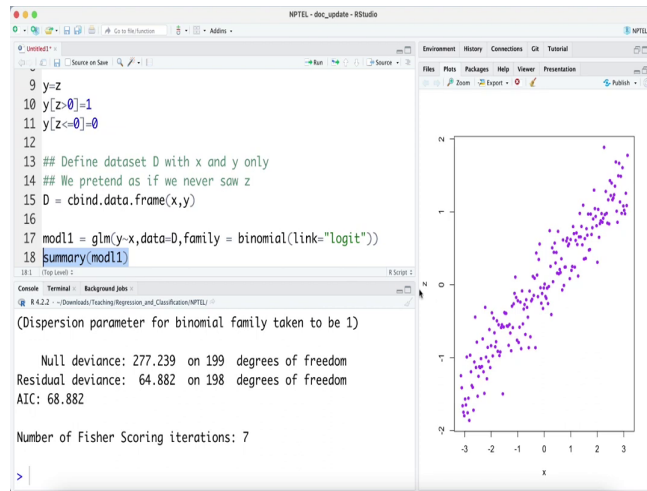 NPTEL - doc_update - RStudio
Go to file/function
Addins
NPTEL
Untitled1*
Source on Save
Run
Source
9 y=z
10 y[z>0]=1
11 y[z<=0]=0
12
13 ## Define dataset D with x and y only
14 ## We pretend as if we never saw z
15 D = cbind.data.frame(x,y)
16
17 modl1 = glm(y~x,data=D,family = binomial(link="logit"))
18 summary(modl1)
18:1 (Top Level) R Script
Console Terminal Background Jobs
R 4.2.2 · ~/Downloads/Teaching/Regression_and_Classification/NPTEL/
(Dispersion parameter for binomial family taken to be 1)
Null deviance: 277.239 on 199 degrees of freedom
Residual deviance: 64.882 on 198 degrees of freedom
AIC: 68.882
Number of Fisher Scoring iterations: 7
>
Environment History Connections Git Tutorial
Files Plots Packages Help Viewer Presentation
Zoom Export Publish
2
1
0
-1
-2
z
-3 -2 -1 0 1 2 3
x